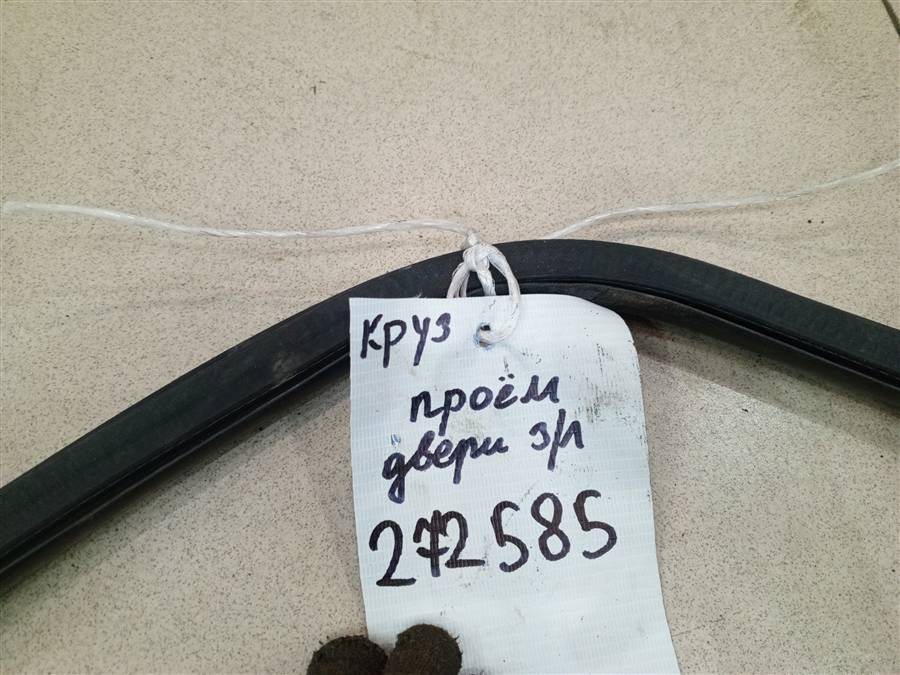 Круз
проём
двери з/л
272585